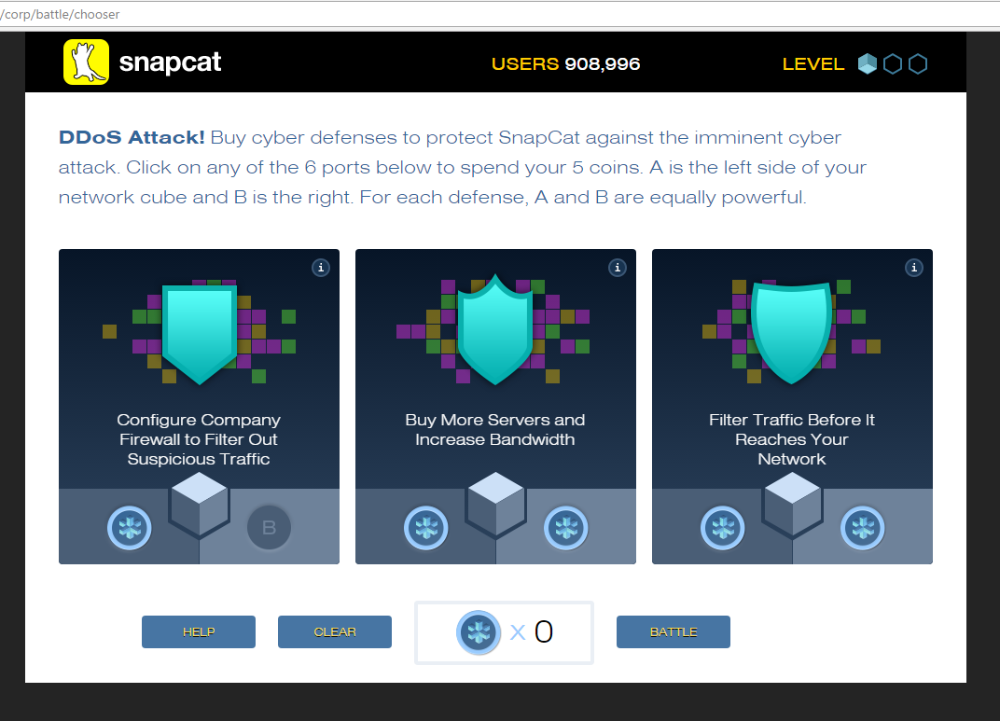 /corp/battle/chooser
snapcat
USERS 908,996
LEVEL
DDoS Attack! Buy cyber defenses to protect SnapCat against the imminent cyber
attack. Click on any of the 6 ports below to spend your 5 coins. A is the left side of your
network cube and B is the right. For each defense, A and B are equally powerful.
i
i
i
Configure Company
Firewall to Filter Out
Suspicious Traffic
Buy More Servers and
Increase Bandwidth
Filter Traffic Before It
Reaches Your
Network
B
HELP
CLEAR
X 0
BATTLE